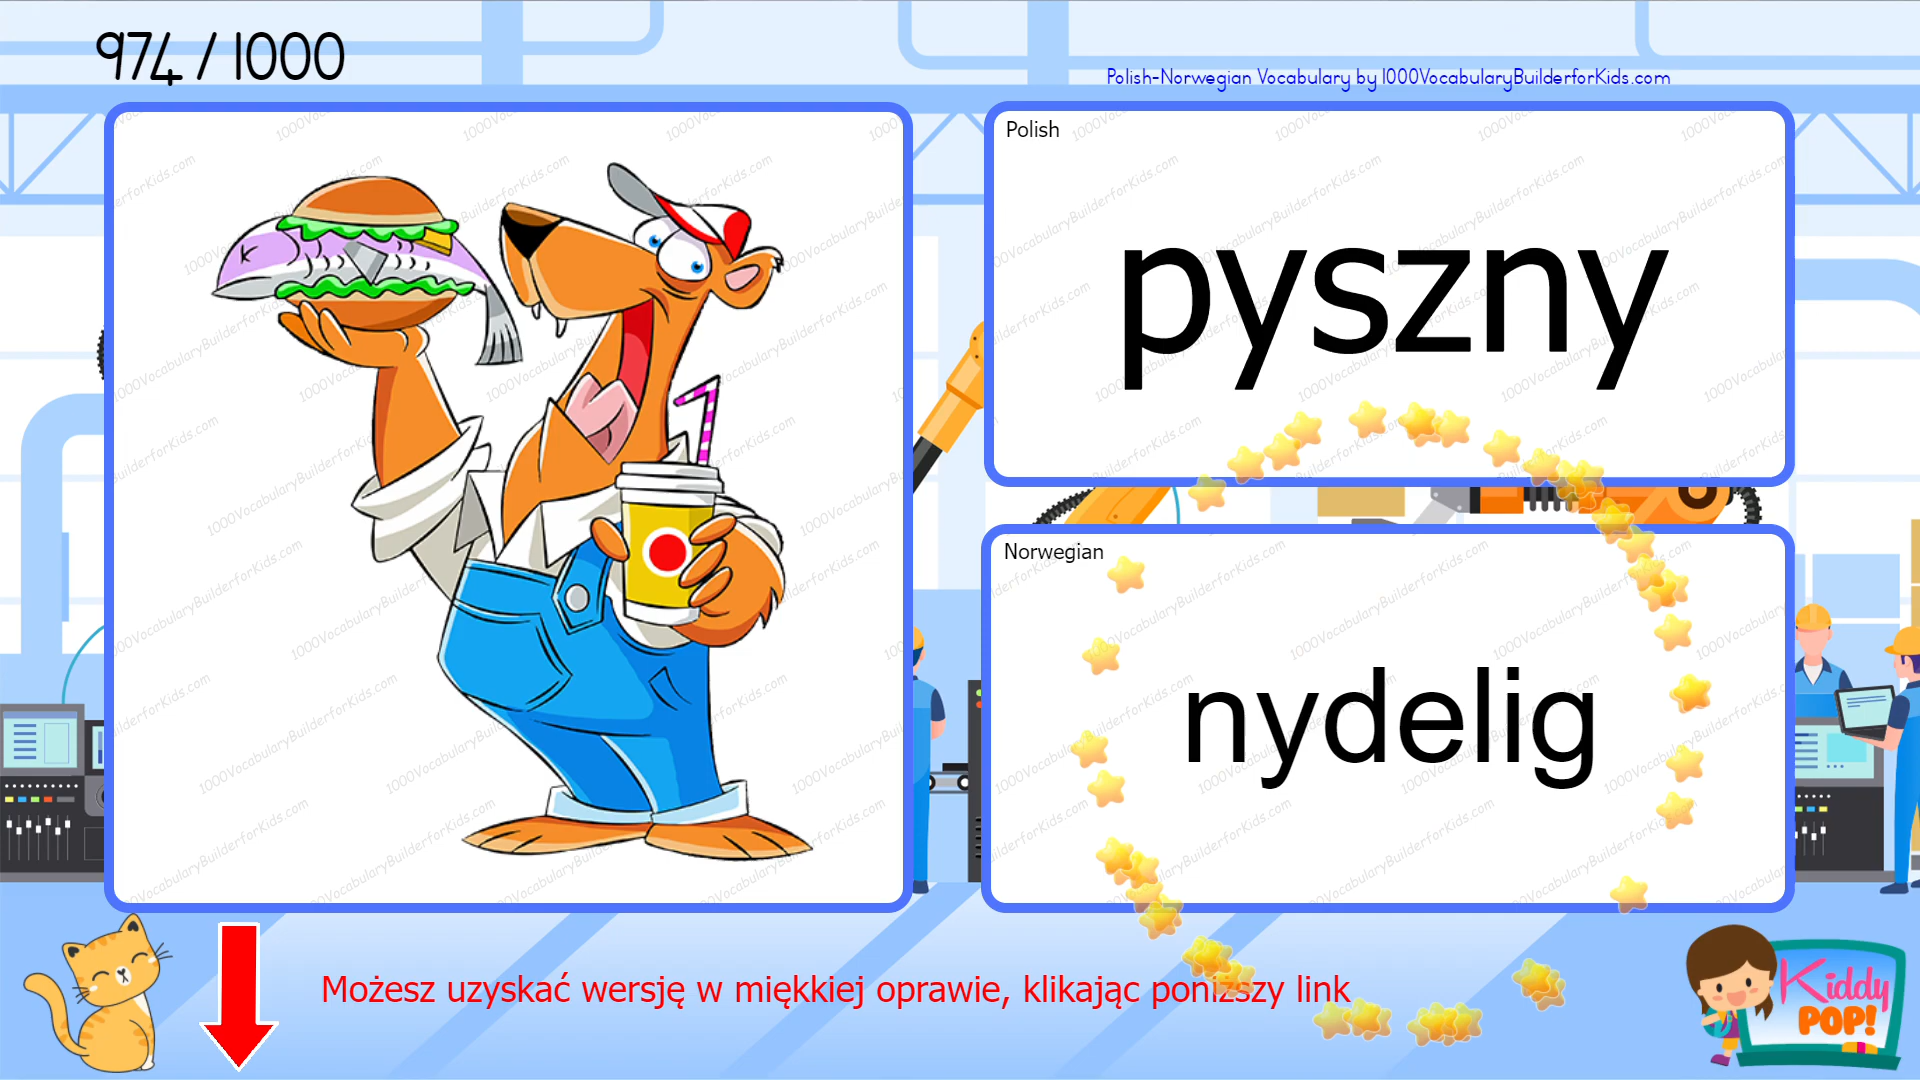 974 / 1000
Polish-Norwegian Vocabulary by 1000VocabularyBuilderforKids.com
Polish
pyszny
Norwegian
nydelig
Możesz uzyskać wersję w miękkiej oprawie, klikając poniższy link
Kiddy
POP!